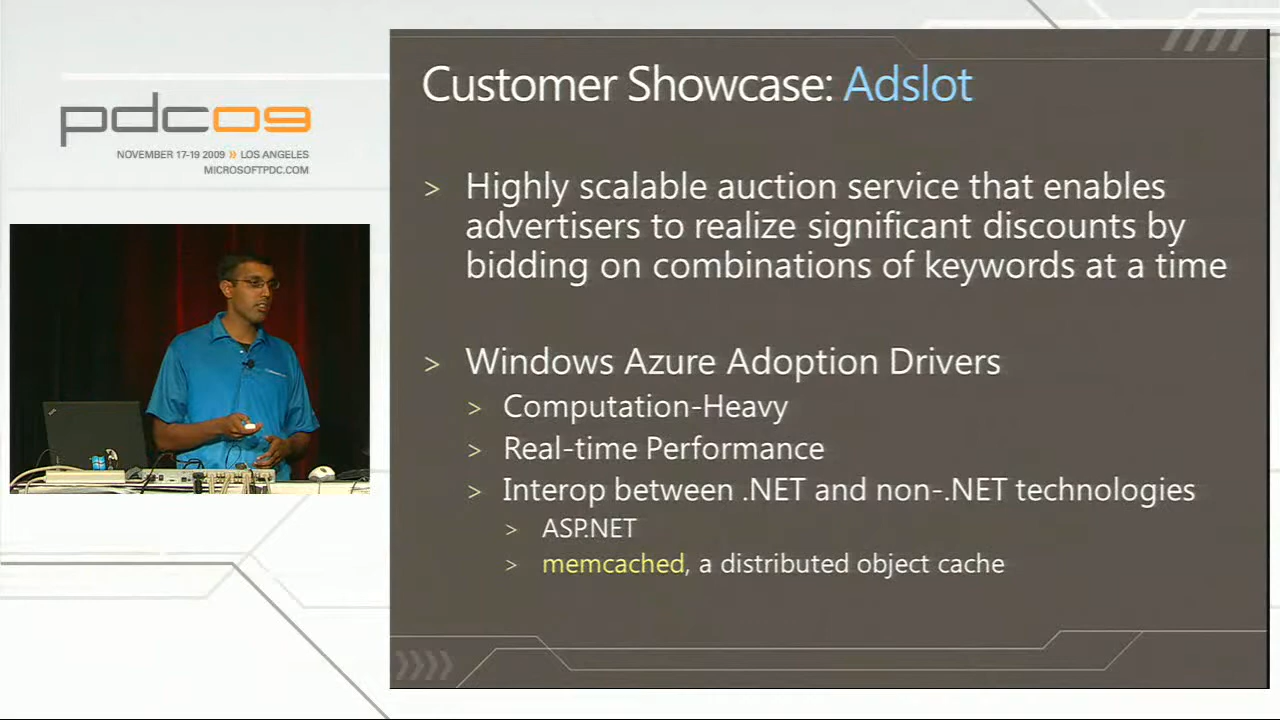 pdc09
NOVEMBER 17-19 2009 » LOS ANGELES
MICROSOFTPDC.COM
Customer Showcase: Adslot
> Highly scalable auction service that enables
advertisers to realize significant discounts by
bidding on combinations of keywords at a time
> Windows Azure Adoption Drivers
> Computation-Heavy
> Real-time Performance
> Interop between .NET and non-.NET technologies
> ASP.NET
> memcached, a distributed object cache